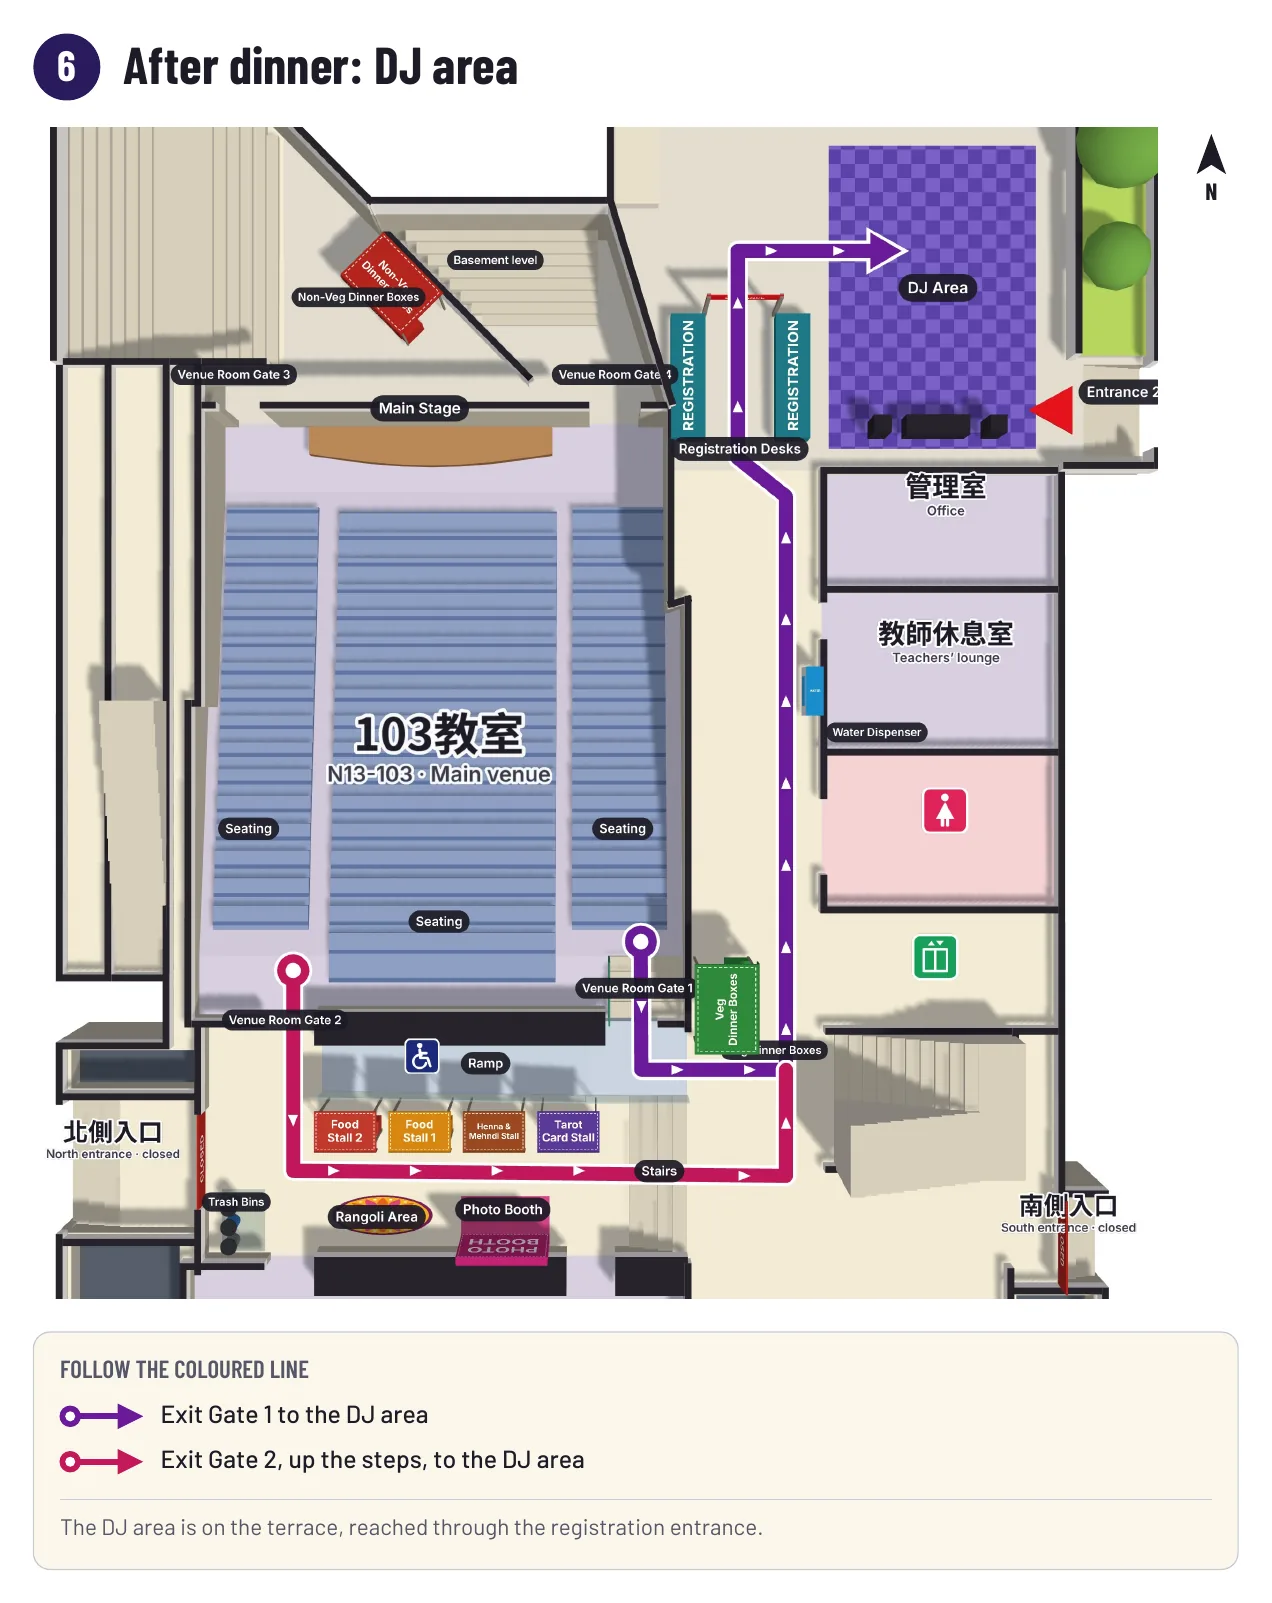 6
After dinner: DJ area
N
Basement level
Non-Veg Dinner Boxes
DJ Area
Venue Room Gate 3
Venue Room Gate 4
REGISTRATION
REGISTRATION
Entrance 2
Main Stage
Registration Desks
管理室
Office
教師休息室
Teachers' lounge
Water Dispenser
103教室
N13-103 · Main venue
Seating
Seating
Seating
Venue Room Gate 1
Veg
Dinner Boxes
Venue Room Gate 2
inner Boxes
Ramp
Food
Stall 2
Food
Stall 1
Henna &
Mehndi Stall
Tarot
Card Stall
北側入口
North entrance · closed
CLOSED
Stairs
Trash Bins
Rangoli Area
Photo Booth
PHOTO
BOOTH
南側入口
South entrance · closed
CLOSED
FOLLOW THE COLOURED LINE
Exit Gate 1 to the DJ area
Exit Gate 2, up the steps, to the DJ area
The DJ area is on the terrace, reached through the registration entrance.